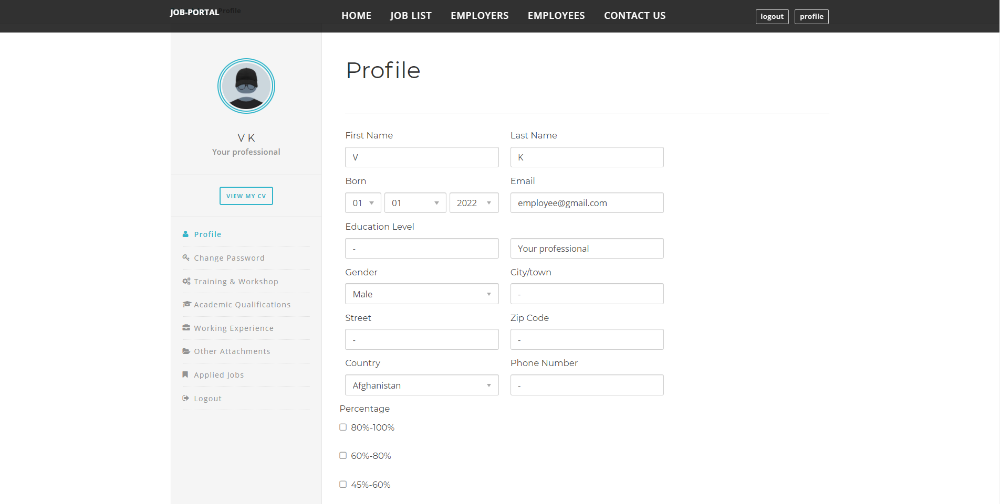 JOB-PORTAL Profile
HOME JOB LIST EMPLOYERS EMPLOYEES CONTACT US
logout profile
V K
Your professional
VIEW MY CV
Profile
Change Password
Training & Workshop
Academic Qualifications
Working Experience
Other Attachments
Applied Jobs
Logout
Profile
First Name Last Name
V K
Born Email
01 01 2022 employee@gmail.com
Education Level
- Your professional
Gender City/town
Male -
Street Zip Code
- -
Country Phone Number
Afghanistan -
Percentage
80%-100%
60%-80%
45%-60%